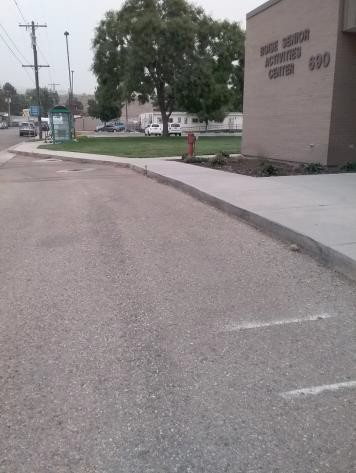 BOISE SENIOR
ACTIVITIES
CENTER
690